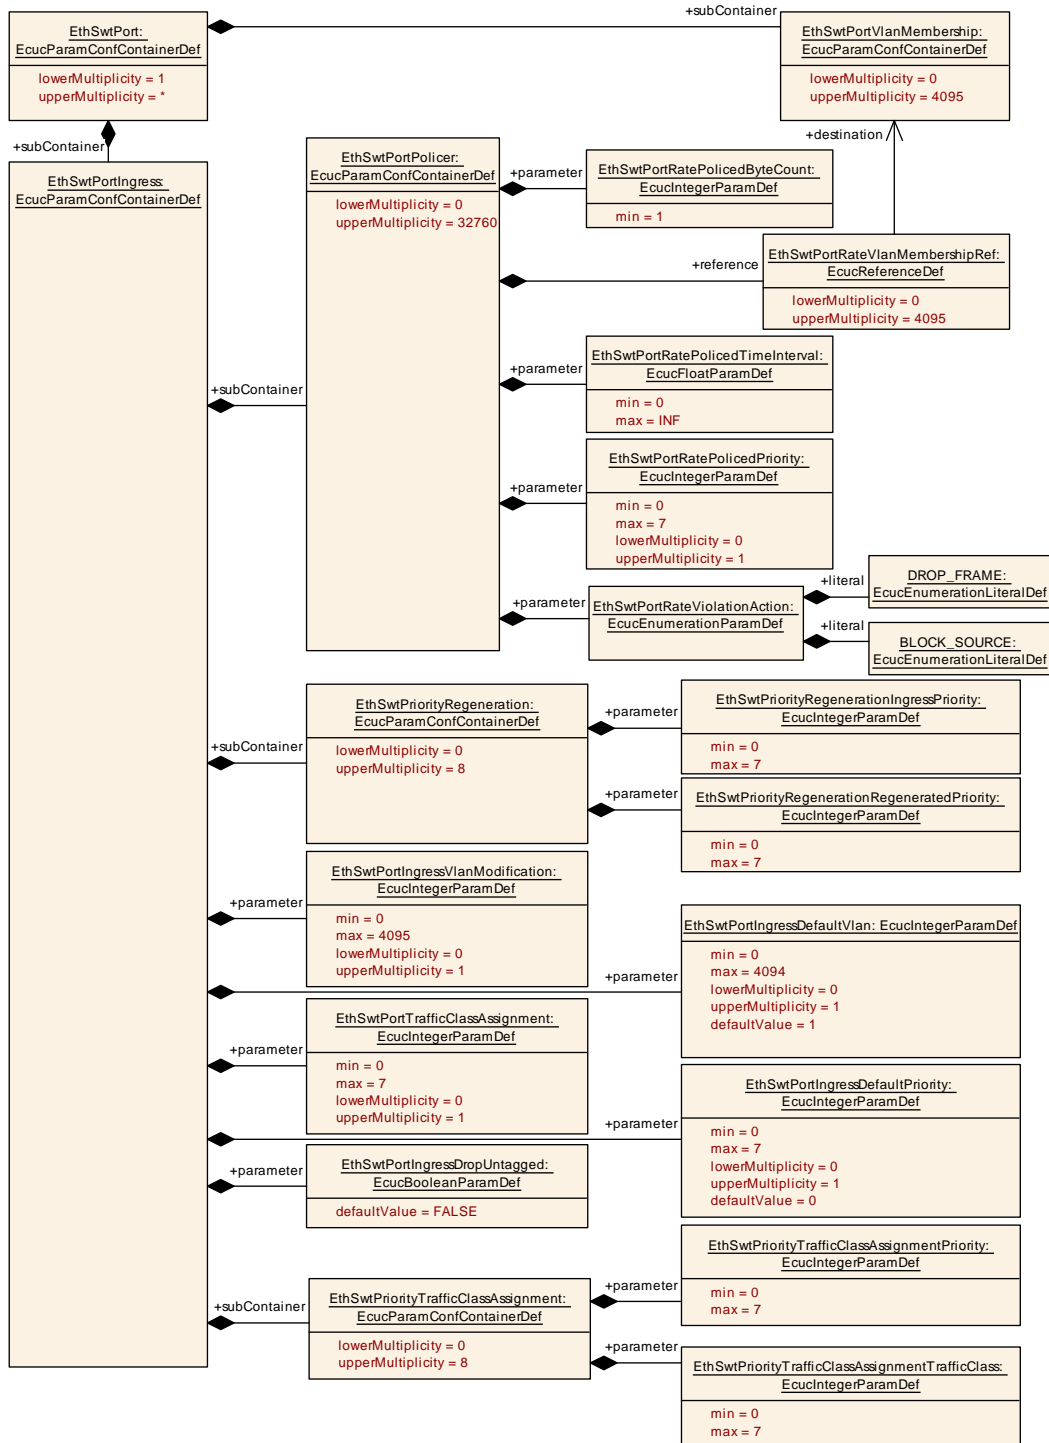 EthSwtPort:
EcucParamConfContainerDef
lowerMultiplicity = 1
upperMultiplicity = *
+subContainer
EthSwtPortVlanMembership:
EcucParamConfContainerDef
lowerMultiplicity = 0
upperMultiplicity = 4095
+subContainer
+destination
EthSwtPortIngress:
EcucParamConfContainerDef
EthSwtPortPolicer:
EcucParamConfContainerDef
lowerMultiplicity = 0
upperMultiplicity = 32760
+parameter
EthSwtPortRatePolicedByteCount:
EcucIntegerParamDef
min = 1
+reference
EthSwtPortRateVlanMembershipRef:
EcucReferenceDef
lowerMultiplicity = 0
upperMultiplicity = 4095
+subContainer
+parameter
EthSwtPortRatePolicedTimeInterval:
EcucFloatParamDef
min = 0
max = INF
+parameter
EthSwtPortRatePolicedPriority:
EcucIntegerParamDef
min = 0
max = 7
lowerMultiplicity = 0
upperMultiplicity = 1
+parameter
EthSwtPortRateViolationAction:
EcucEnumerationParamDef
+literal
DROP_FRAME:
EcucEnumerationLiteralDef
+literal
BLOCK_SOURCE:
EcucEnumerationLiteralDef
+subContainer
EthSwtPriorityRegeneration:
EcucParamConfContainerDef
lowerMultiplicity = 0
upperMultiplicity = 8
+parameter
EthSwtPriorityRegenerationIngressPriority:
EcucIntegerParamDef
min = 0
max = 7
+parameter
EthSwtPriorityRegenerationRegeneratedPriority:
EcucIntegerParamDef
min = 0
max = 7
+parameter
EthSwtPortIngressVlanModification:
EcucIntegerParamDef
min = 0
max = 4095
lowerMultiplicity = 0
upperMultiplicity = 1
+parameter
EthSwtPortIngressDefaultVlan: EcucIntegerParamDef
min = 0
max = 4094
lowerMultiplicity = 0
upperMultiplicity = 1
defaultValue = 1
+parameter
EthSwtPortTrafficClassAssignment:
EcucIntegerParamDef
min = 0
max = 7
lowerMultiplicity = 0
upperMultiplicity = 1
+parameter
EthSwtPortIngressDefaultPriority:
EcucIntegerParamDef
min = 0
max = 7
lowerMultiplicity = 0
upperMultiplicity = 1
defaultValue = 0
+parameter
EthSwtPortIngressDropUntagged:
EcucBooleanParamDef
defaultValue = FALSE
+subContainer
EthSwtPriorityTrafficClassAssignment:
EcucParamConfContainerDef
lowerMultiplicity = 0
upperMultiplicity = 8
+parameter
EthSwtPriorityTrafficClassAssignmentPriority:
EcucIntegerParamDef
min = 0
max = 7
+parameter
EthSwtPriorityTrafficClassAssignmentTrafficClass:
EcucIntegerParamDef
min = 0
max = 7